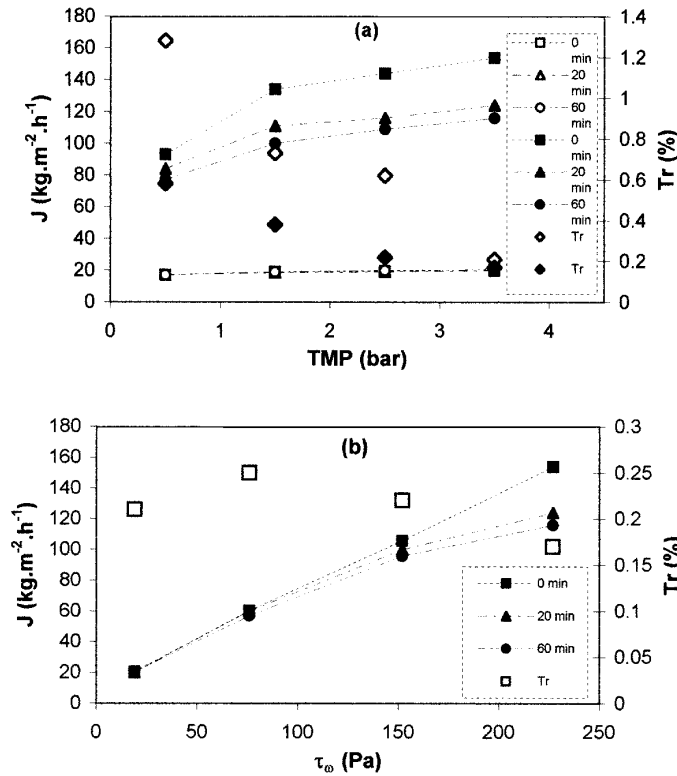 (a)
J (kg.m-2.h-1)
180
160
140
120
100
80
60
40
20
0
0
1
2
3
4
TMP (bar)
1.4
1.2
1
0.8
0.6
0.4
0.2
0
Tr (%)
0
min
20
min
60
min
0
min
20
min
60
min
Tr
Tr
(b)
J (kg.m-2.h-1)
180
160
140
120
100
80
60
40
20
0
0
50
100
150
200
250
τω (Pa)
0.3
0.25
0.2
0.15
0.1
0.05
0
Tr (%)
0 min
20 min
60 min
Tr